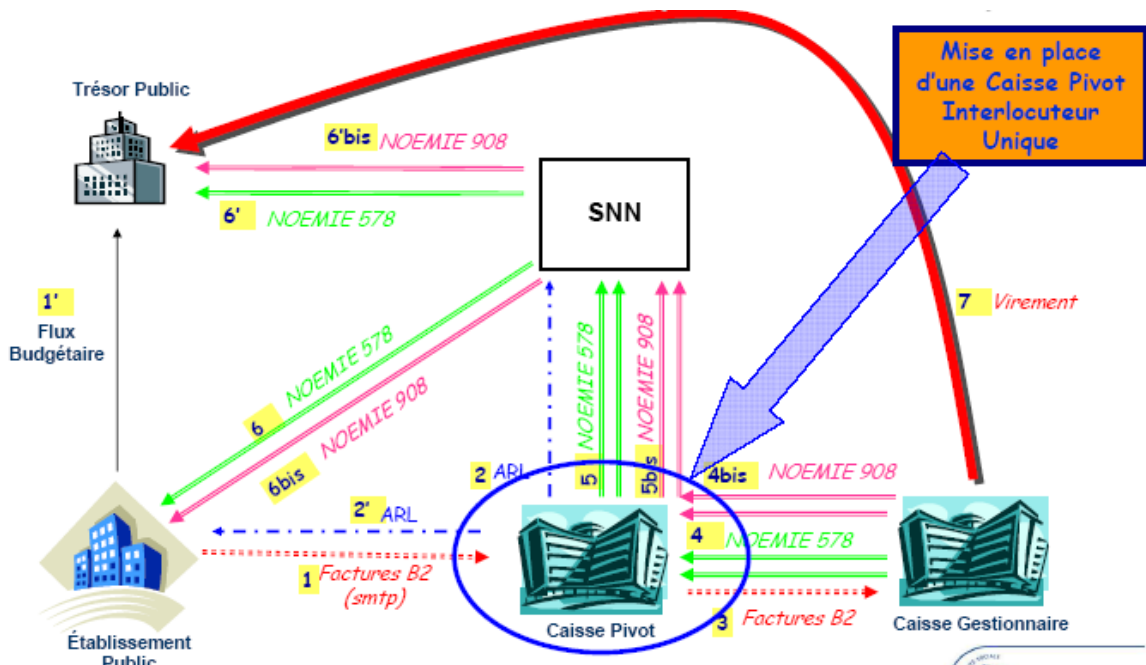 Mise en place
d'une Caisse Pivot
Interlocuteur
Unique
Trésor Public
6'bis NOEMIE 908
6' NOEMIE 578
SNN
1'
Flux
Budgétaire
7 Virement
6 NOEMIE 578
6bis NOEMIE 908
5 NOEMIE 578
5bis NOEMIE 908
2 ARL
4bis NOEMIE 908
2' ARL
4 NOEMIE 578
1 Factures B2
(smtp)
3 Factures B2
Caisse Pivot
Caisse Gestionnaire
Établissement
Public